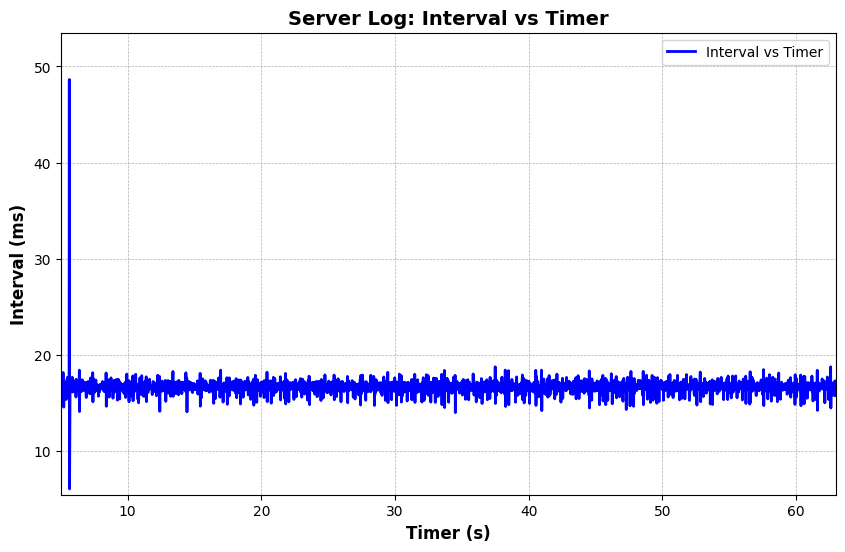 Server Log: Interval vs Timer
Interval vs Timer
50
40
30
20
10
Interval (ms)
10 20 30 40 50 60
Timer (s)